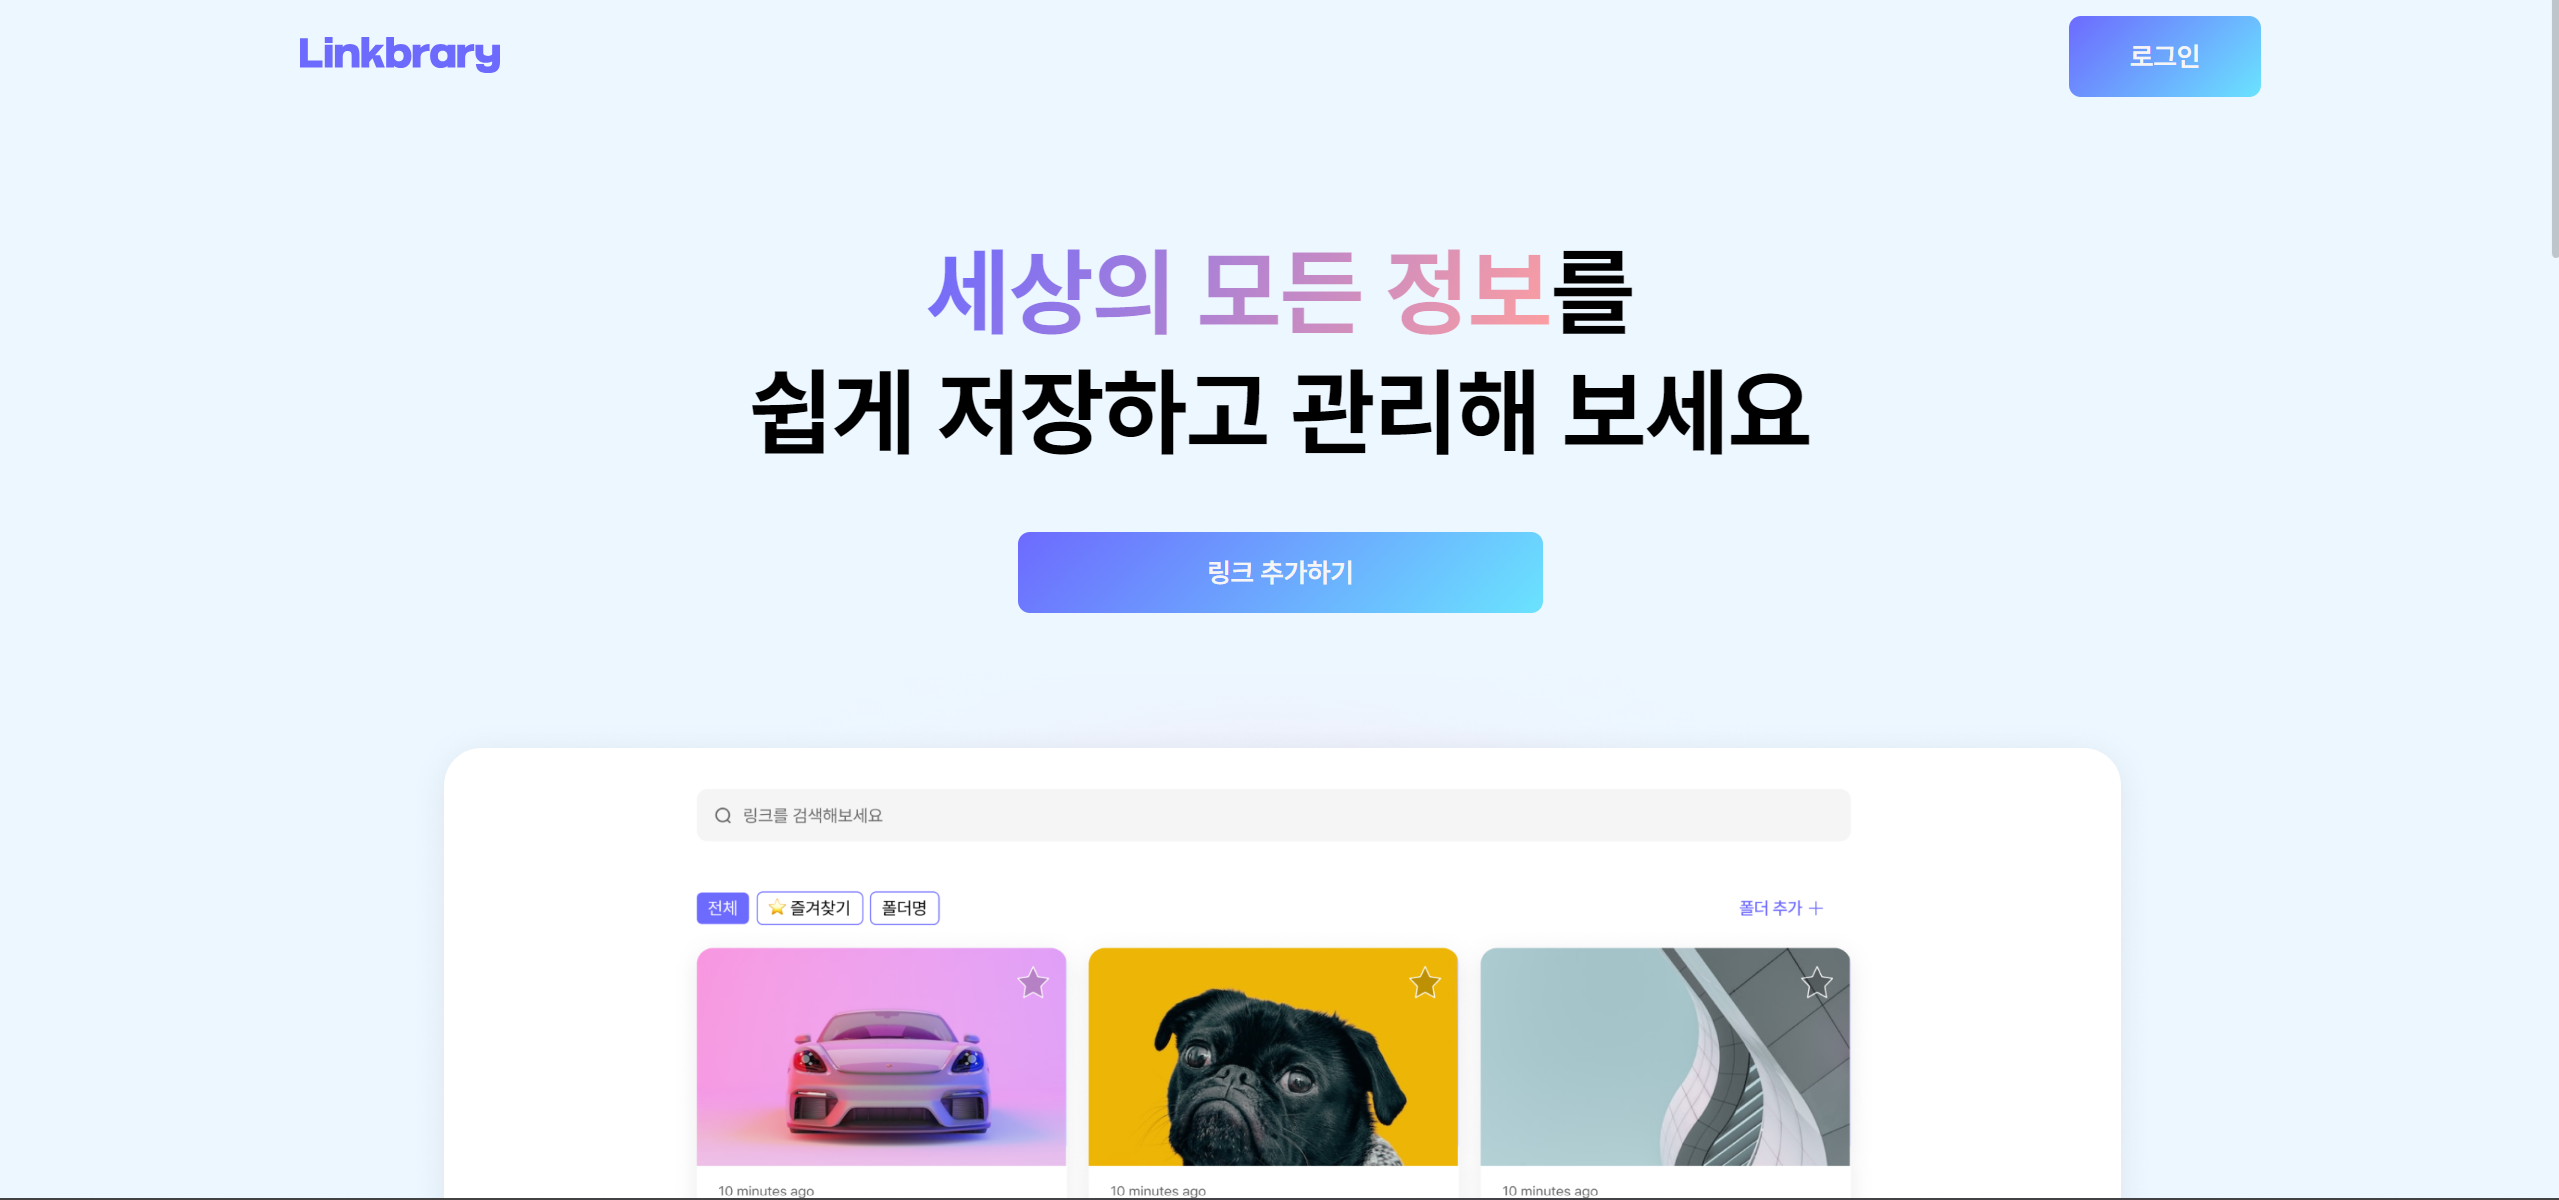 Linkbrary
로그인
세상의 모든 정보를
쉽게 저장하고 관리해 보세요
링크 추가하기
링크를 검색해보세요
전체
⭐ 즐겨찾기
폴더명
폴더 추가 +
10 minutes ago
10 minutes ago
10 minutes ago